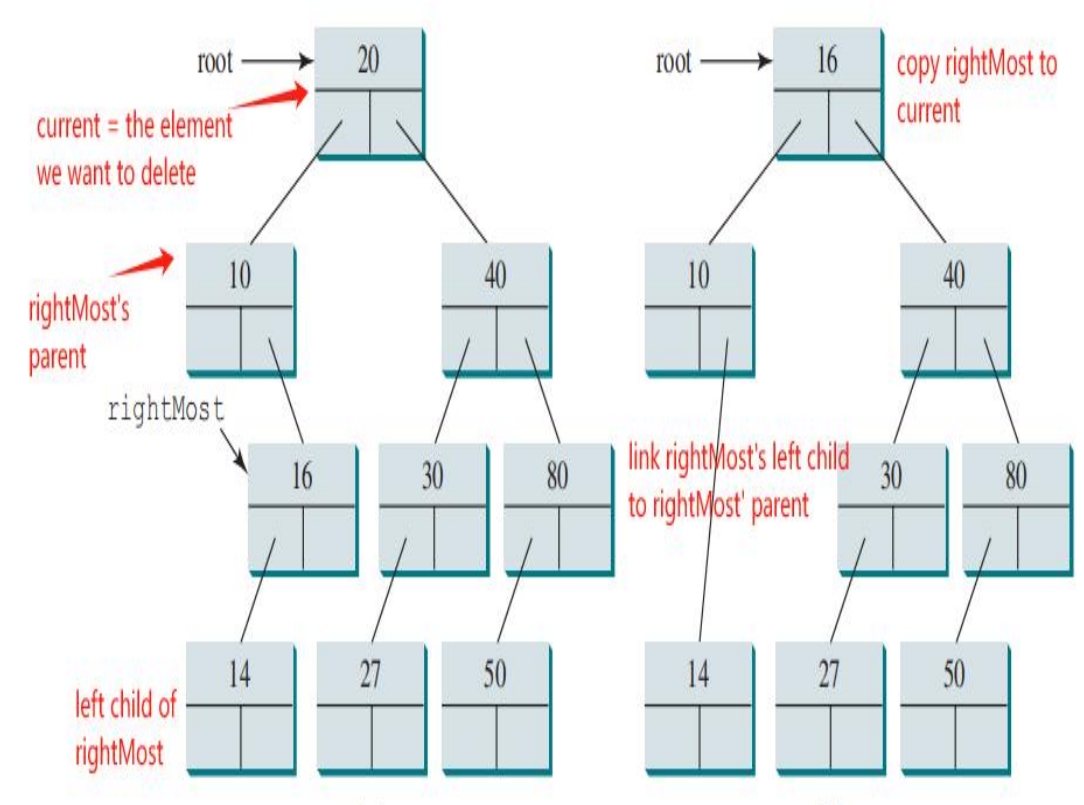 root
20
current = the element
we want to delete
10
40
rightMost's
parent
rightMost
16
30
80
14
27
50
left child of
rightMost
root
16
copy rightMost to
current
10
40
link rightMost's left child
to rightMost' parent
30
80
14
27
50